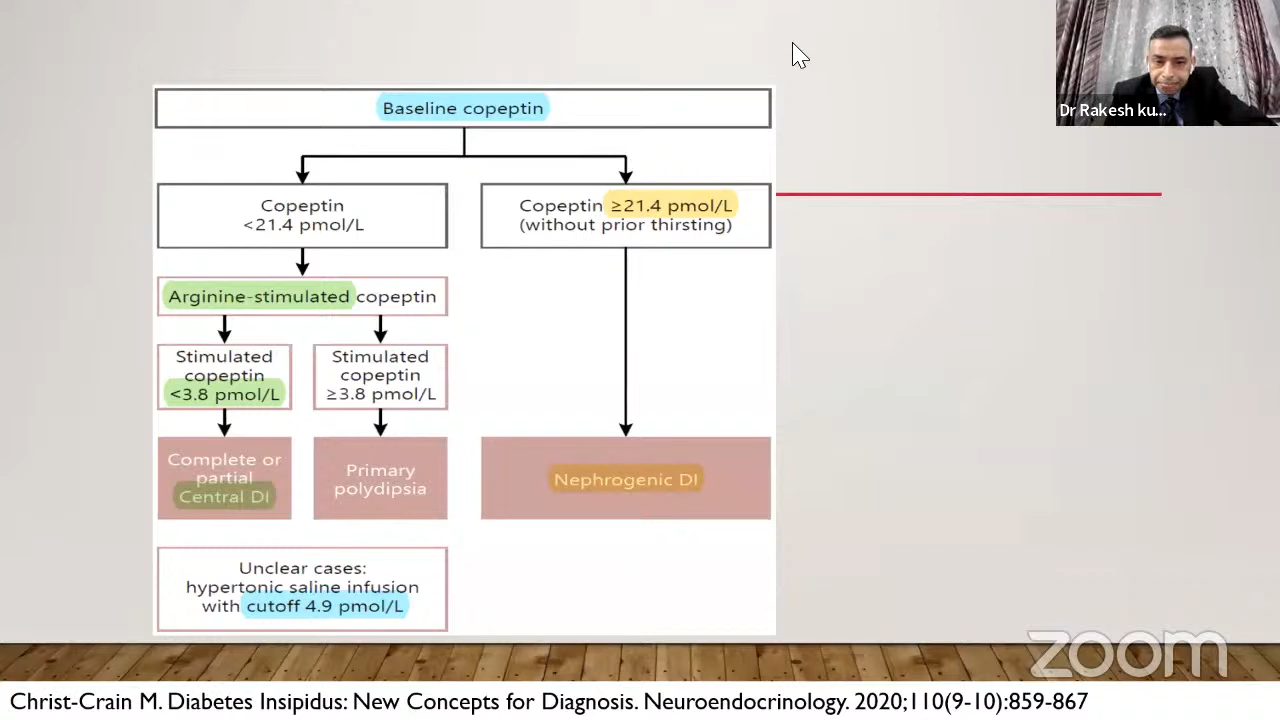 Baseline copeptin
Copeptin
<21.4 pmol/L
Copeptin ≥21.4 pmol/L
(without prior thirsting)
Arginine-stimulated copeptin
Stimulated
copeptin
<3.8 pmol/L
Stimulated
copeptin
≥3.8 pmol/L
Complete or
partial
Central DI
Primary
polydipsia
Nephrogenic DI
Unclear cases:
hypertonic saline infusion
with cutoff 4.9 pmol/L
Dr Rakesh ku...
zoom
Christ-Crain M. Diabetes Insipidus: New Concepts for Diagnosis. Neuroendocrinology. 2020;110(9-10):859-867